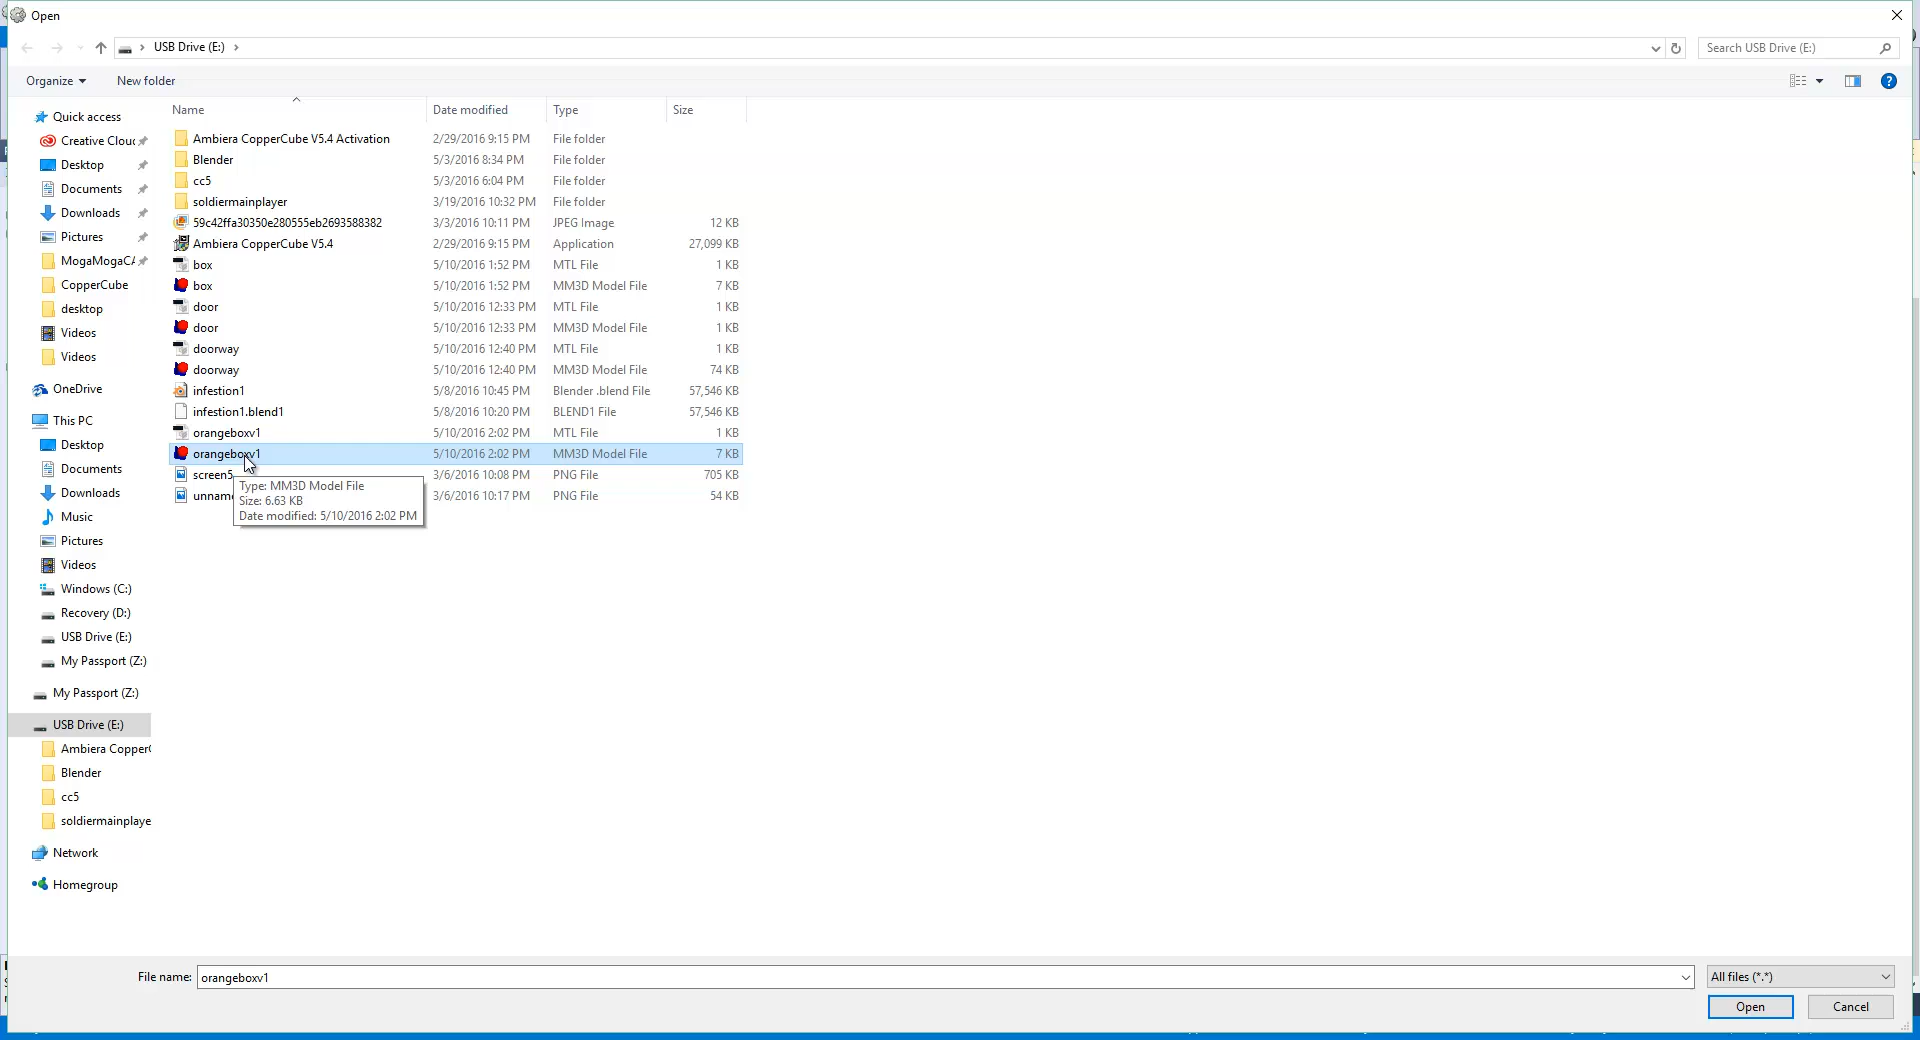 Open
USB Drive (E:)
Search USB Drive (E:)
Organize
New folder
Name Date modified Type Size
Ambiera CopperCube V5.4 Activation 2/29/2016 9:15 PM File folder
Blender 5/3/2016 8:34 PM File folder
cc5 5/3/2016 6:04 PM File folder
soldiermainplayer 3/19/2016 10:32 PM File folder
59c42ffa30350e280555eb2693588382 3/3/2016 10:11 PM JPEG Image 12 KB
Ambiera CopperCube V5.4 2/29/2016 9:15 PM Application 27,099 KB
box 5/10/2016 1:52 PM MTL File 1 KB
box 5/10/2016 1:52 PM MM3D Model File 7 KB
door 5/10/2016 12:33 PM MTL File 1 KB
door 5/10/2016 12:33 PM MM3D Model File 1 KB
doorway 5/10/2016 12:40 PM MTL File 1 KB
doorway 5/10/2016 12:40 PM MM3D Model File 74 KB
infestion1 5/8/2016 10:45 PM Blender .blend File 57,546 KB
infestion1.blend1 5/8/2016 10:20 PM BLEND1 File 57,546 KB
orangeboxv1 5/10/2016 2:02 PM MTL File 1 KB
orangeboxv1 5/10/2016 2:02 PM MM3D Model File 7 KB
screen5 3/6/2016 10:08 PM PNG File 705 KB
unname 3/6/2016 10:17 PM PNG File 54 KB
Type: MM3D Model File
Size: 6.63 KB
Date modified: 5/10/2016 2:02 PM
Quick access
Creative Clou
Desktop
Documents
Downloads
Pictures
MogaMogaCA
CopperCube
desktop
Videos
Videos
OneDrive
This PC
Desktop
Documents
Downloads
Music
Pictures
Videos
Windows (C:)
Recovery (D:)
USB Drive (E:)
My Passport (Z:)
My Passport (Z:)
USB Drive (E:)
Ambiera Copper
Blender
cc5
soldiermainplaye
Network
Homegroup
File name: orangeboxv1
All files (*.*)
Open
Cancel